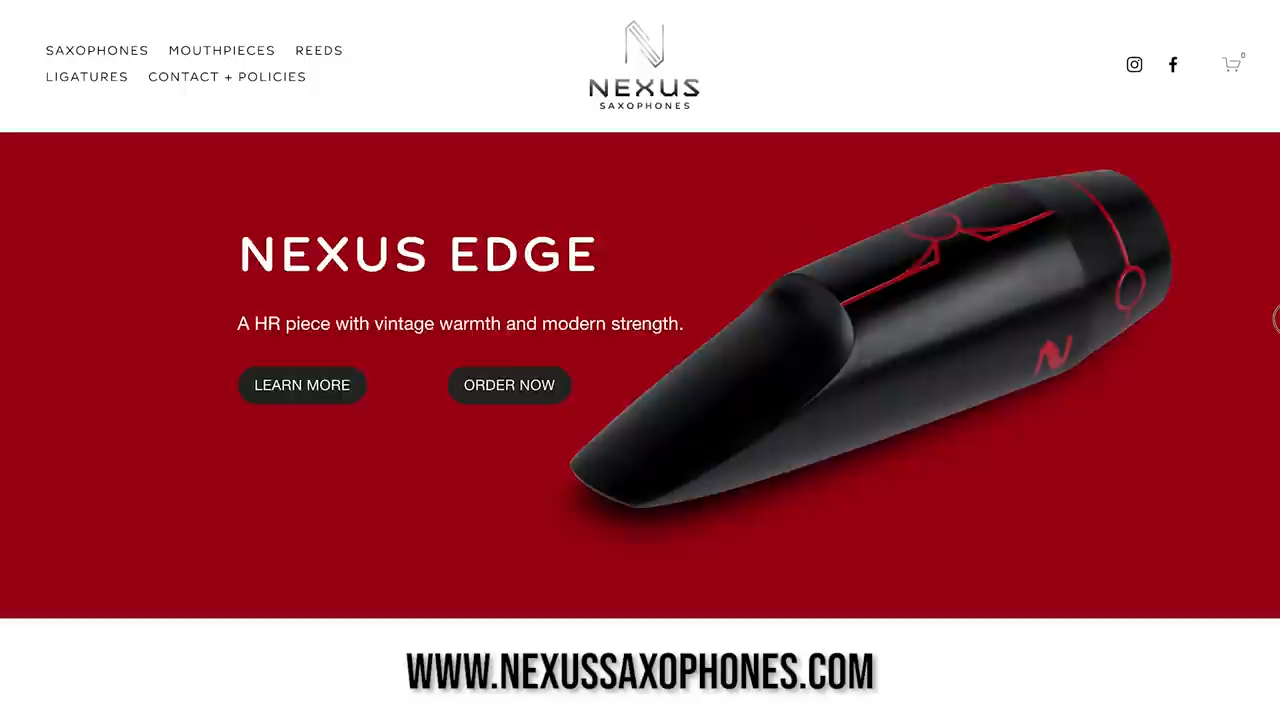 SAXOPHONES MOUTHPIECES REEDS
LIGATURES CONTACT + POLICIES
N
NEXUS
SAXOPHONES
0
NEXUS EDGE
A HR piece with vintage warmth and modern strength.
LEARN MORE ORDER NOW
N
WWW.NEXUSSAXOPHONES.COM